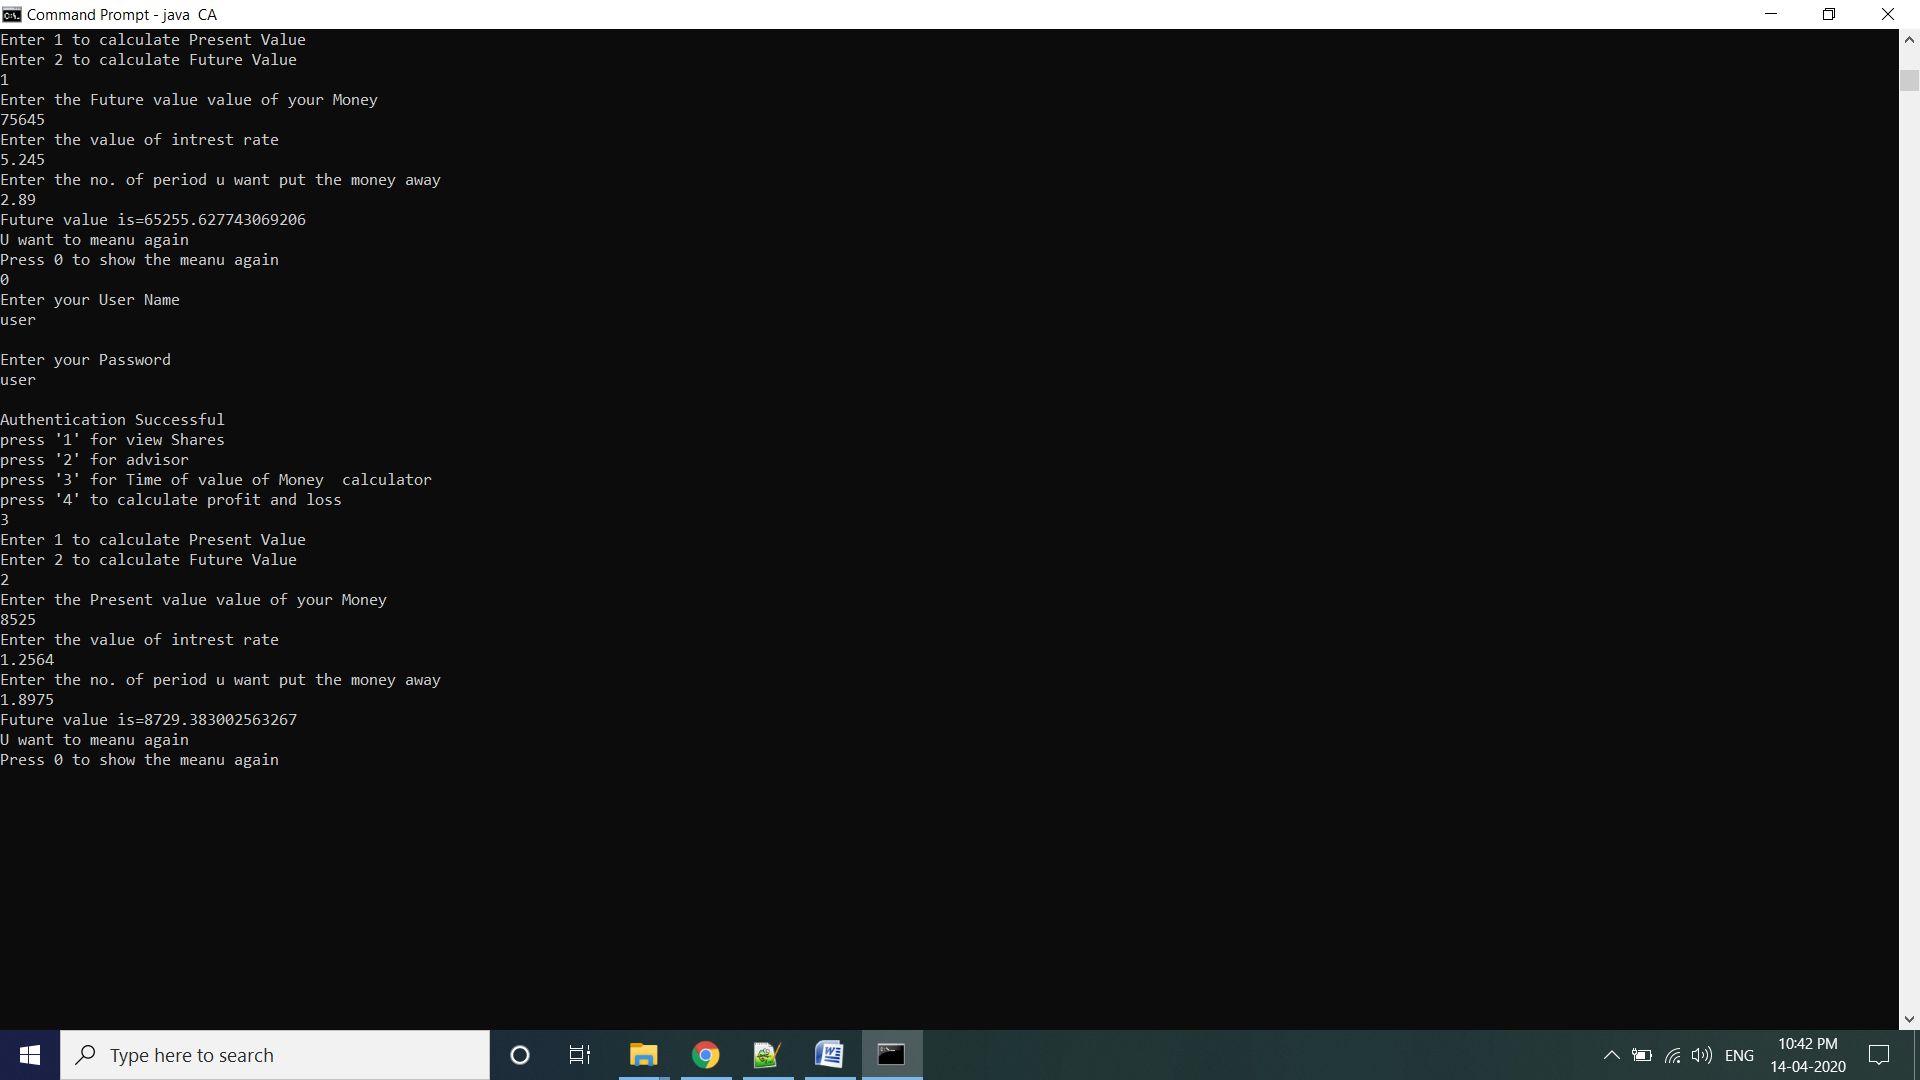 Command Prompt - java  CA
Enter 1 to calculate Present Value
Enter 2 to calculate Future Value
1
Enter the Future value value of your Money
75645
Enter the value of intrest rate
5.245
Enter the no. of period u want put the money away
2.89
Future value is=65255.627743069206
U want to meanu again
Press 0 to show the meanu again
0
Enter your User Name
user
Enter your Password
user
Authentication Successful
press '1' for view Shares
press '2' for advisor
press '3' for Time of value of Money  calculator
press '4' to calculate profit and loss
3
Enter 1 to calculate Present Value
Enter 2 to calculate Future Value
2
Enter the Present value value of your Money
8525
Enter the value of intrest rate
1.2564
Enter the no. of period u want put the money away
1.8975
Future value is=8729.383002563267
U want to meanu again
Press 0 to show the meanu again
Type here to search
ENG
10:42 PM
14-04-2020